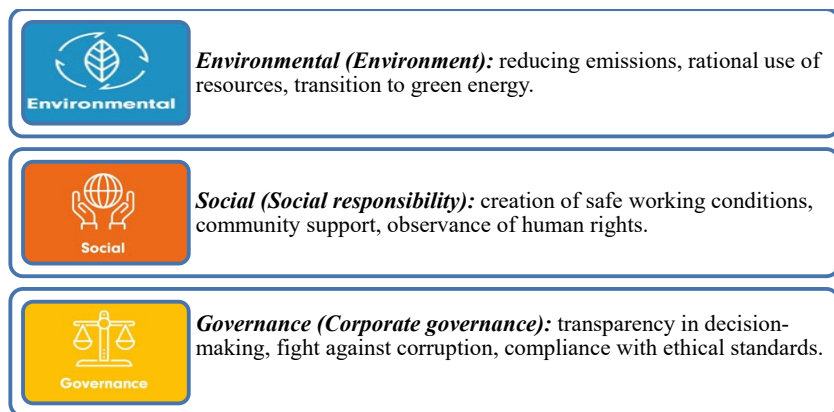 Environmental
Environmental (Environment): reducing emissions, rational use of
resources, transition to green energy.
Social
Social (Social responsibility): creation of safe working conditions,
community support, observance of human rights.
Governance
Governance (Corporate governance): transparency in decision-
making, fight against corruption, compliance with ethical standards.